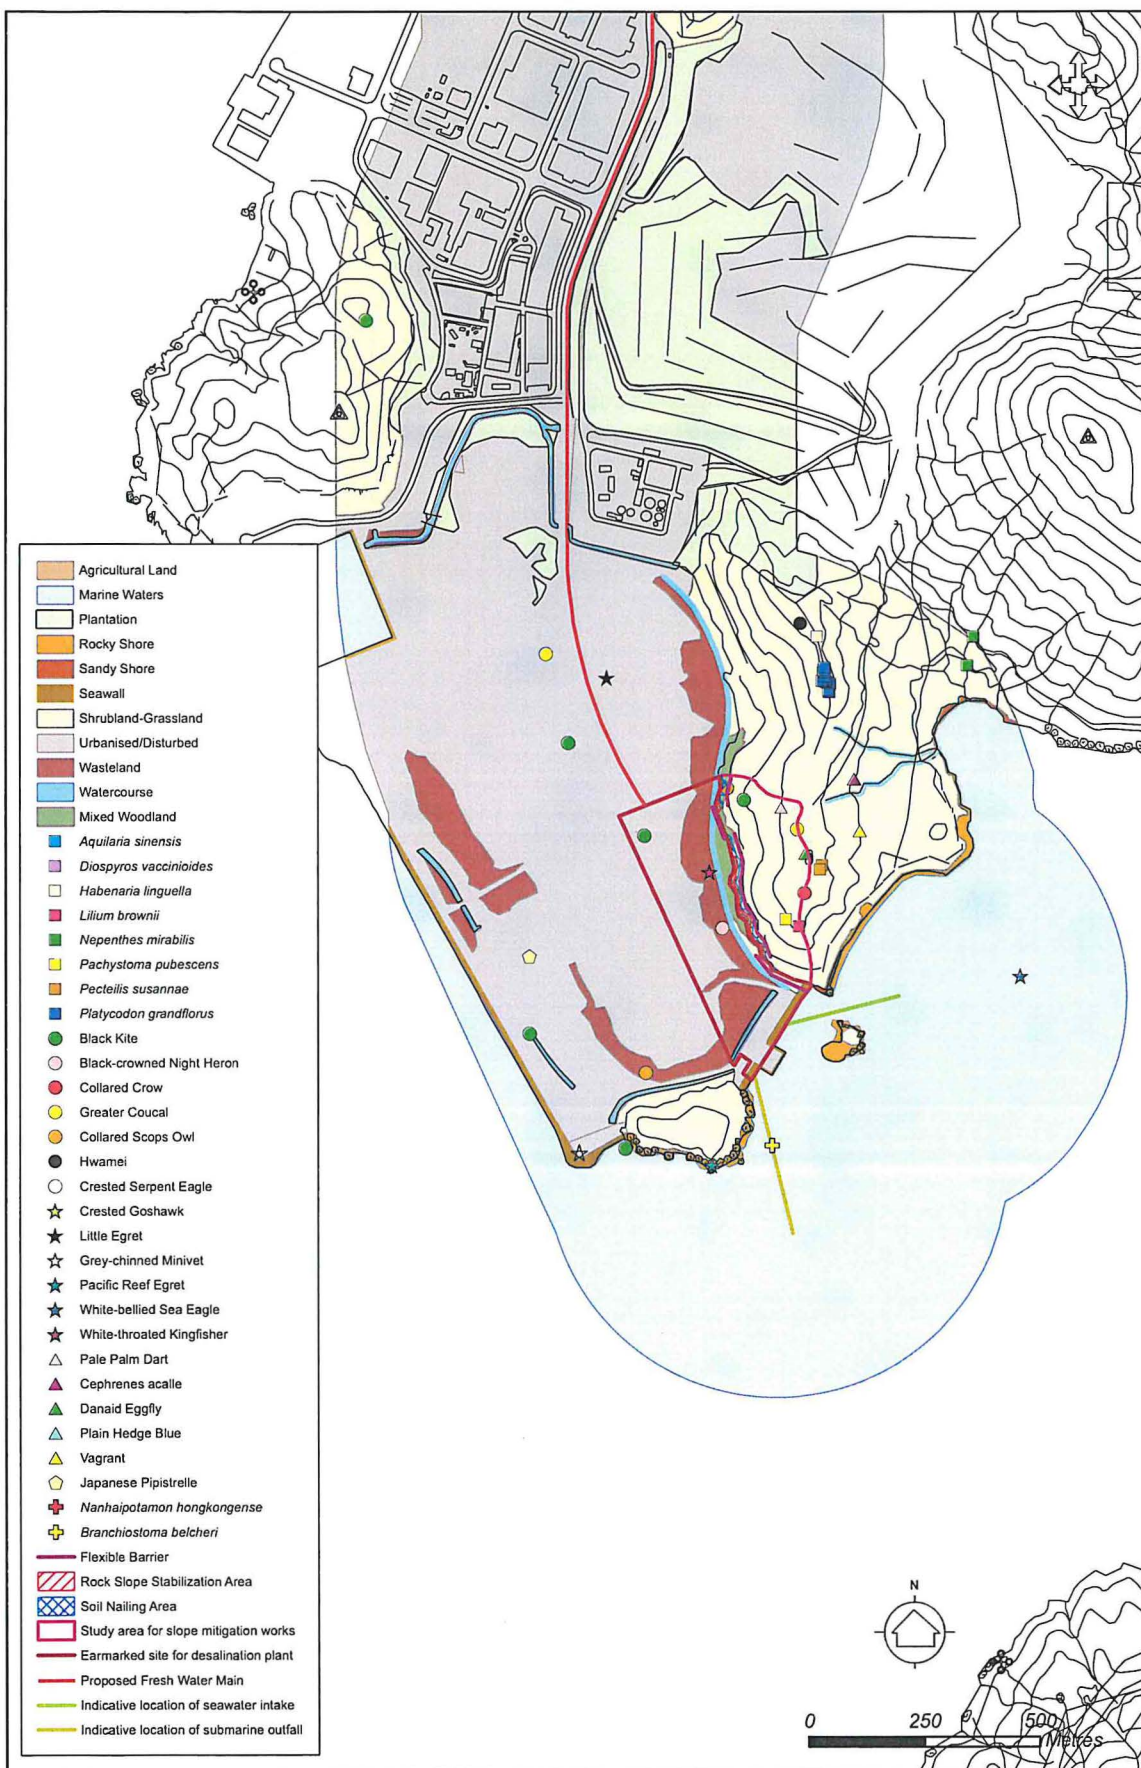 Agricultural Land
Marine Waters
Plantation
Rocky Shore
Sandy Shore
Seawall
Shrubland-Grassland
Urbanised/Disturbed
Wasteland
Watercourse
Mixed Woodland
Aquilaria sinensis
Diospyros vaccinioides
Habenaria linguella
Lilium brownii
Nepenthes mirabilis
Pachystoma pubescens
Pecteilis susannae
Platycodon grandflorus
Black Kite
Black-crowned Night Heron
Collared Crow
Greater Coucal
Collared Scops Owl
Hwamei
Crested Serpent Eagle
Crested Goshawk
Little Egret
Grey-chinned Minivet
Pacific Reef Egret
White-bellied Sea Eagle
White-throated Kingfisher
Pale Palm Dart
Cephrenes acalle
Danaid Eggfly
Plain Hedge Blue
Vagrant
Japanese Pipistrelle
Nanhaipotamon hongkongense
Branchiostoma belcheri
Flexible Barrier
Rock Slope Stabilization Area
Soil Nailing Area
Study area for slope mitigation works
Earmarked site for desalination plant
Proposed Fresh Water Main
Indicative location of seawater intake
Indicative location of submarine outfall
N
0 250 500
Metres